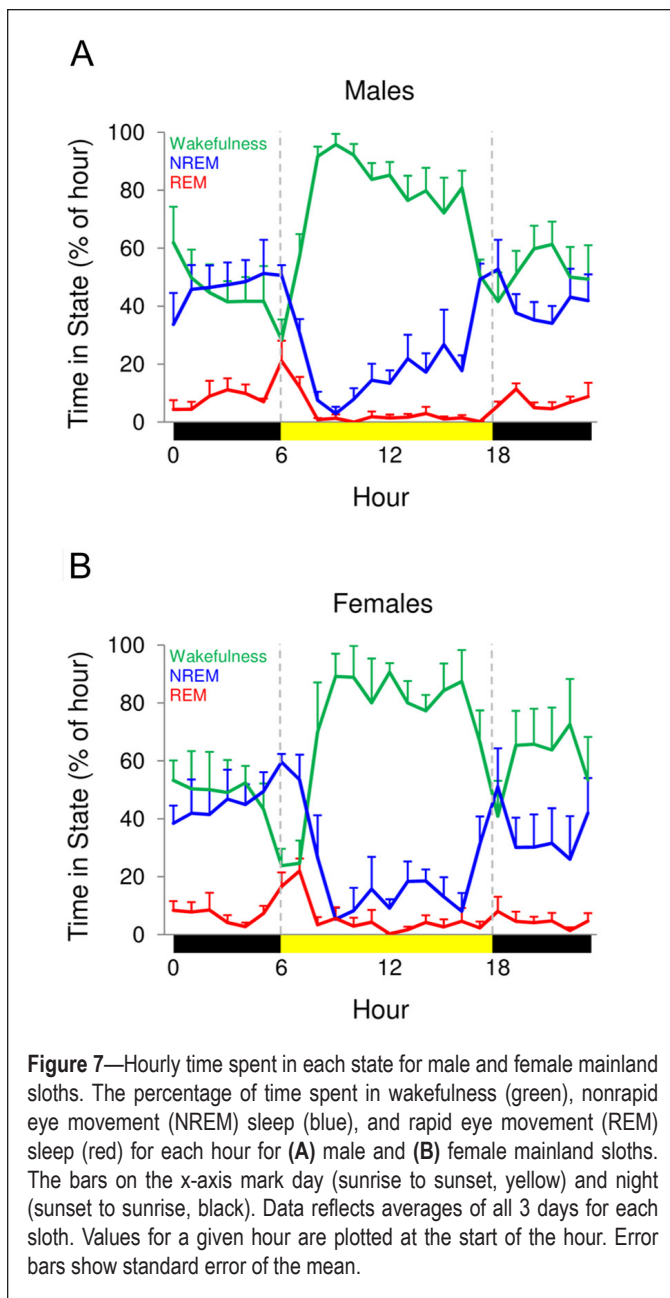 A
Males
100
80
60
40
20
0
Time in State (% of hour)
Wakefulness
NREM
REM
0 6 12 18
Hour
B
Females
100
80
60
40
20
0
Time in State (% of hour)
Wakefulness
NREM
REM
0 6 12 18
Hour
Figure 7—Hourly time spent in each state for male and female mainland
sloths. The percentage of time spent in wakefulness (green), nonrapid
eye movement (NREM) sleep (blue), and rapid eye movement (REM)
sleep (red) for each hour for (A) male and (B) female mainland sloths.
The bars on the x-axis mark day (sunrise to sunset, yellow) and night
(sunset to sunrise, black). Data reflects averages of all 3 days for each
sloth. Values for a given hour are plotted at the start of the hour. Error
bars show standard error of the mean.